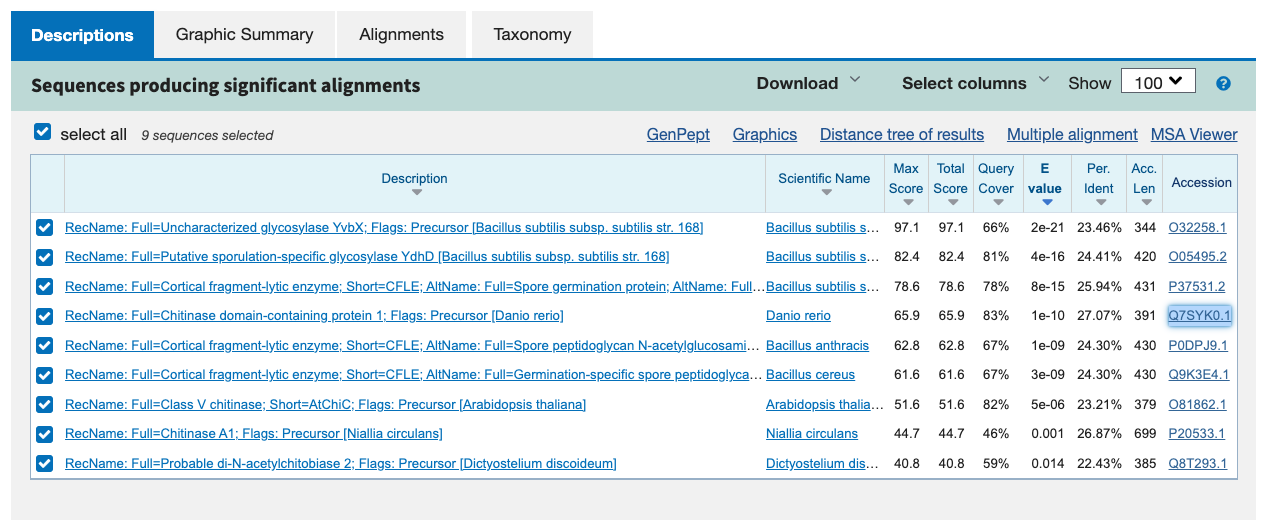 Descriptions Graphic Summary Alignments Taxonomy
Sequences producing significant alignments Download Select columns Show 100 ?
select all 9 sequences selected GenPept Graphics Distance tree of results Multiple alignment MSA Viewer
Description Scientific Name Max Score Total Score Query Cover E value Per. Ident Acc. Len Accession
RecName: Full=Uncharacterized glycosylase YvbX; Flags: Precursor [Bacillus subtilis subsp. subtilis str. 168] Bacillus subtilis s... 97.1 97.1 66% 2e-21 23.46% 344 O32258.1
RecName: Full=Putative sporulation-specific glycosylase YdhD [Bacillus subtilis subsp. subtilis str. 168] Bacillus subtilis s... 82.4 82.4 81% 4e-16 24.41% 420 O05495.2
RecName: Full=Cortical fragment-lytic enzyme; Short=CFLE; AltName: Full=Spore germination protein; AltName: Full... Bacillus subtilis s... 78.6 78.6 78% 8e-15 25.94% 431 P37531.2
RecName: Full=Chitinase domain-containing protein 1; Flags: Precursor [Danio rerio] Danio rerio 65.9 65.9 83% 1e-10 27.07% 391 Q7SYK0.1
RecName: Full=Cortical fragment-lytic enzyme; Short=CFLE; AltName: Full=Spore peptidoglycan N-acetylglucosami... Bacillus anthracis 62.8 62.8 67% 1e-09 24.30% 430 P0DPJ9.1
RecName: Full=Cortical fragment-lytic enzyme; Short=CFLE; AltName: Full=Germination-specific spore peptidoglyca... Bacillus cereus 61.6 61.6 67% 3e-09 24.30% 430 Q9K3E4.1
RecName: Full=Class V chitinase; Short=AtChiC; Flags: Precursor [Arabidopsis thaliana] Arabidopsis thalia... 51.6 51.6 82% 5e-06 23.21% 379 O81862.1
RecName: Full=Chitinase A1; Flags: Precursor [Niallia circulans] Niallia circulans 44.7 44.7 46% 0.001 26.87% 699 P20533.1
RecName: Full=Probable di-N-acetylchitobiase 2; Flags: Precursor [Dictyostelium discoideum] Dictyostelium dis... 40.8 40.8 59% 0.014 22.43% 385 Q8T293.1